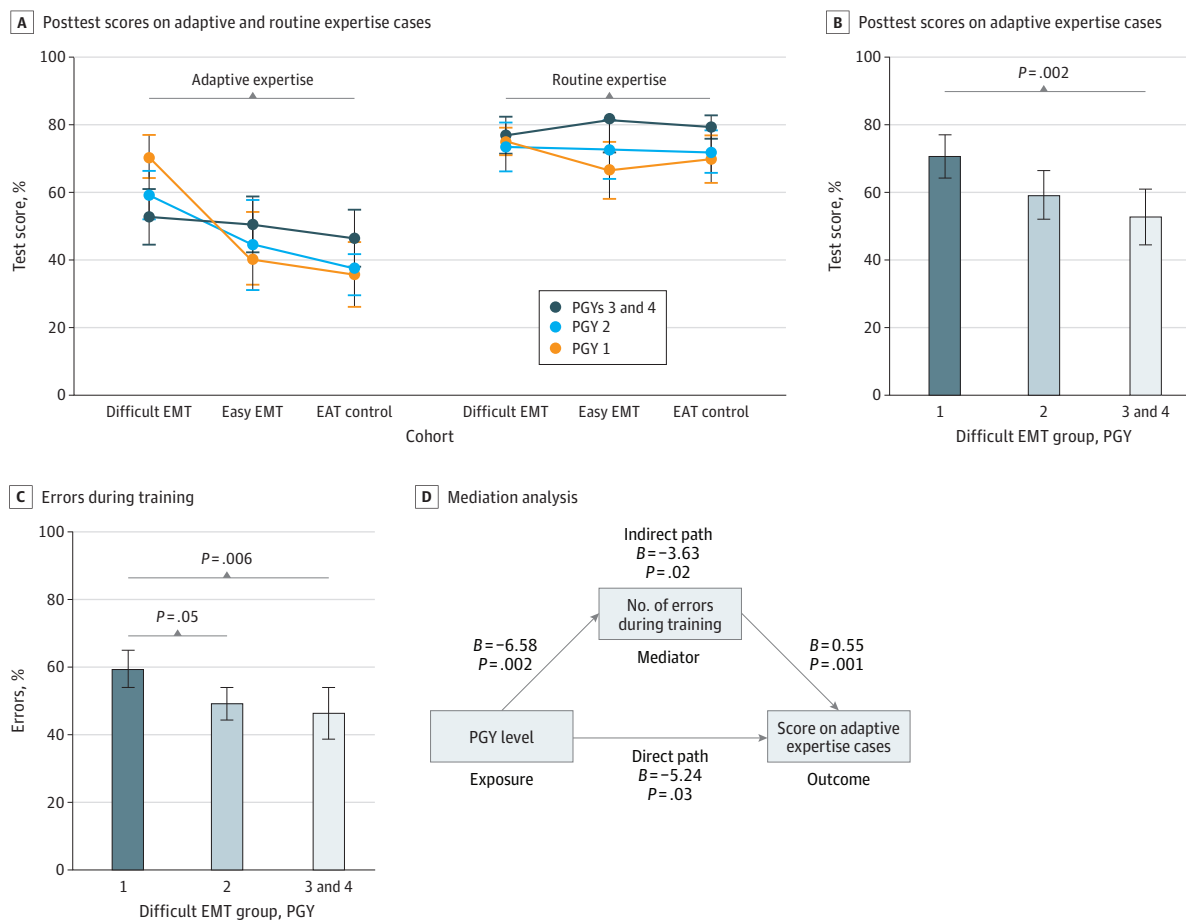 A Posttest scores on adaptive and routine expertise cases
100
80
60
40
20
0
Test score, %
Adaptive expertise
Routine expertise
PGYs 3 and 4
PGY 2
PGY 1
Difficult EMT
Easy EMT
EAT control
Difficult EMT
Easy EMT
EAT control
Cohort
B Posttest scores on adaptive expertise cases
100
80
60
40
20
0
Test score, %
P = .002
1
2
3 and 4
Difficult EMT group, PGY
C Errors during training
100
80
60
40
20
0
Errors, %
P = .006
P = .05
1
2
3 and 4
Difficult EMT group, PGY
D Mediation analysis
Indirect path
B = −3.63
P = .02
No. of errors
during training
Mediator
B = −6.58
P = .002
B = 0.55
P = .001
PGY level
Exposure
Direct path
B = −5.24
P = .03
Score on adaptive
expertise cases
Outcome